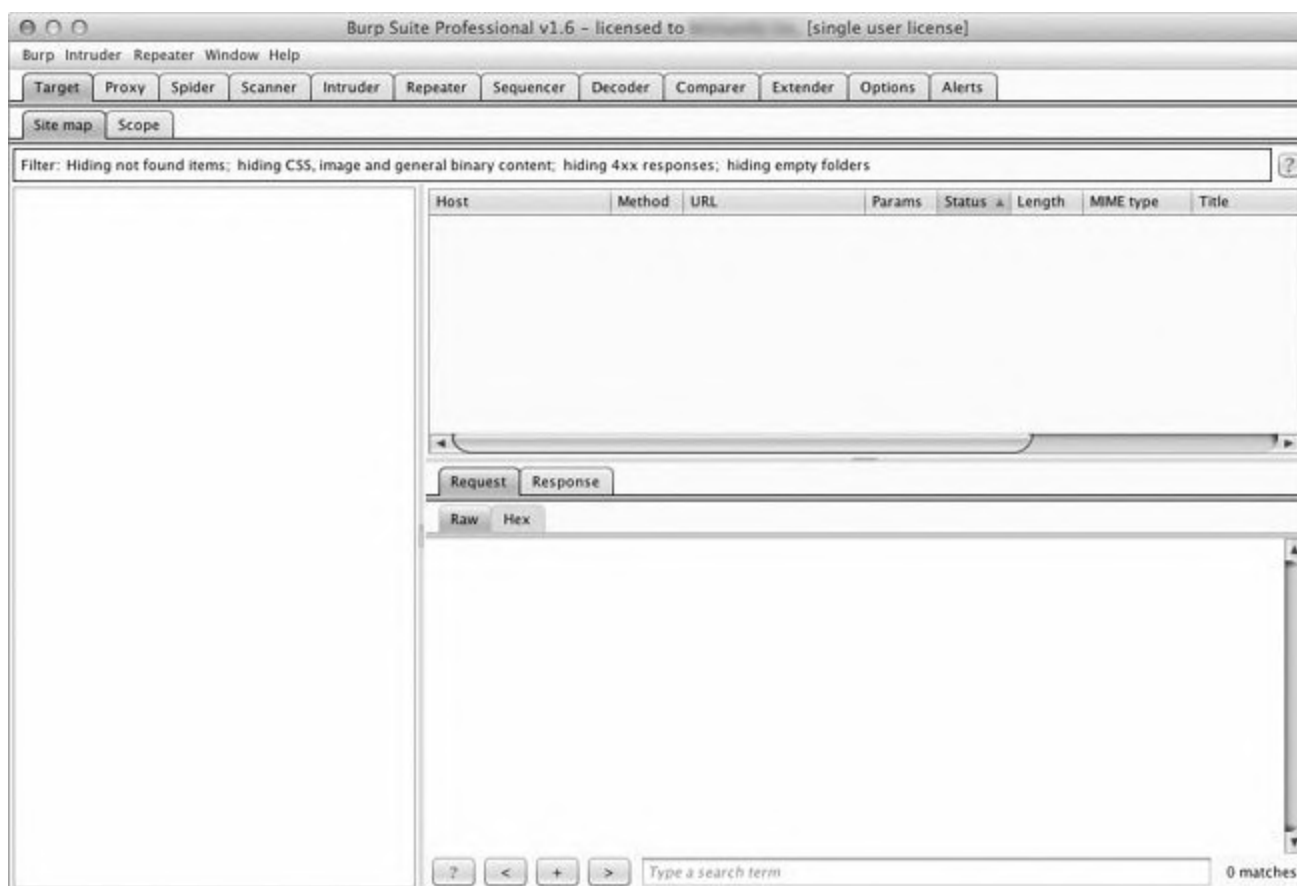 Burp Suite Professional v1.6 – licensed to [single user license]
Burp Intruder Repeater Window Help
Target Proxy Spider Scanner Intruder Repeater Sequencer Decoder Comparer Extender Options Alerts
Site map Scope
Filter: Hiding not found items; hiding CSS, image and general binary content; hiding 4xx responses; hiding empty folders ?
Host Method URL Params Status Length MIME type Title
Request Response
Raw Hex
? < + > Type a search term 0 matches